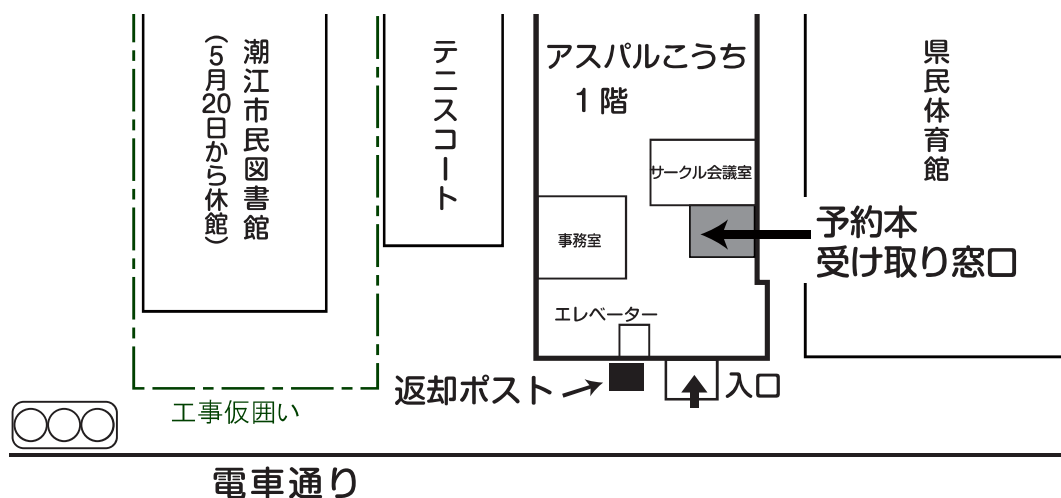 潮江市民図書館
（５月20日から休館）
テニスコート
アスパルこうち
１階
県民体育館
サークル会議室
予約本
受け取り窓口
事務室
エレベーター
返却ポスト
入口
工事仮囲い
電車通り